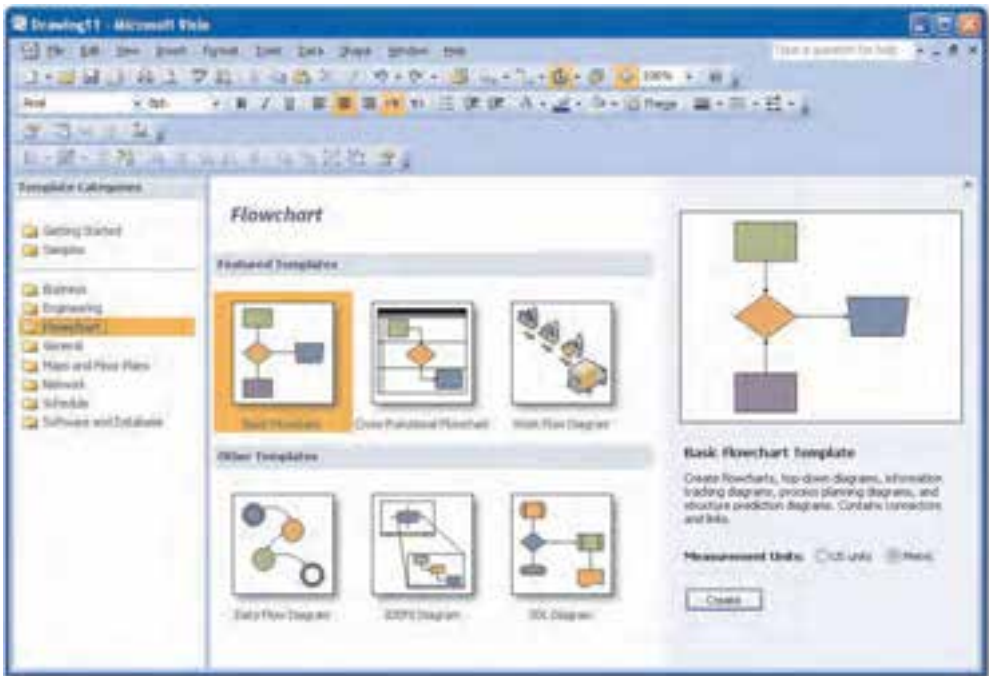 Drawing11 - Microsoft Visio
File Edit View Insert Format Tools Data Shape Window Help
Type a question for help
100%
Arial
8pt.
Theme
Template Categories
Getting Started
Samples
Business
Engineering
Flowchart
General
Maps and Floor Plans
Network
Schedule
Software and Database
Flowchart
Featured Templates
Basic Flowchart
Cross Functional Flowchart
Work Flow Diagram
Other Templates
Data Flow Diagram
IDEF0 Diagram
SDL Diagram
Basic Flowchart Template
Create flowcharts, top-down diagrams, information
tracking diagrams, process planning diagrams, and
structure prediction diagrams. Contains connectors
and links.
Measurement Units: US units Metric
Create